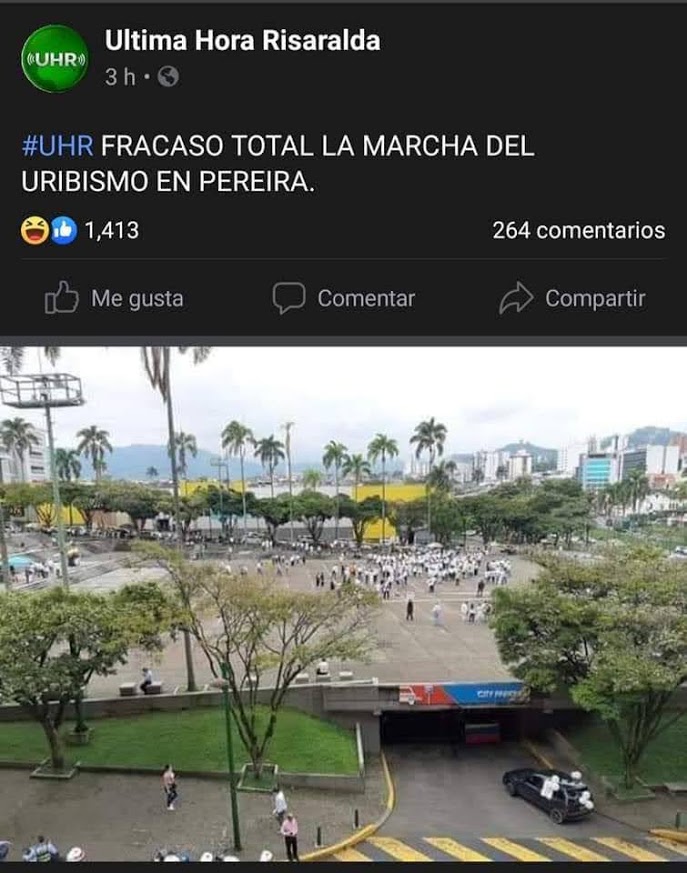 ((UHR))
Ultima Hora Risaralda
3 h •
#UHR FRACASO TOTAL LA MARCHA DEL
URIBISMO EN PEREIRA.
1,413
264 comentarios
Me gusta
Comentar
Compartir
CITY PARKING